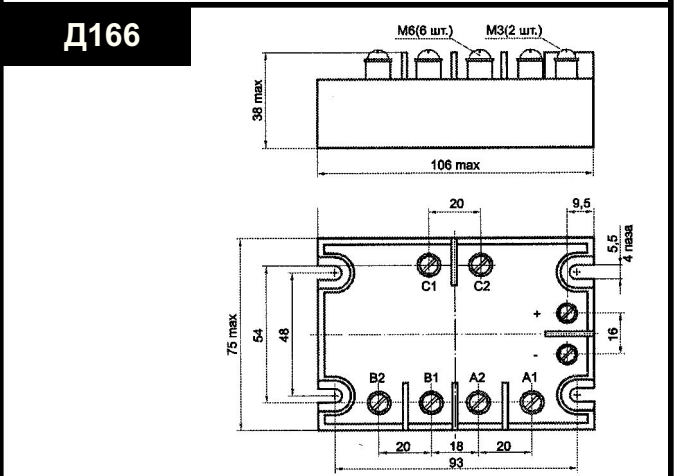 Д166
М6(6 шт.) М3(2 шт.)
38 max
106 max
20 9,5
5,5
4 паза
C1 C2
75 max
54
48
+
16
-
B2 B1 A2 A1
20 18 20
93